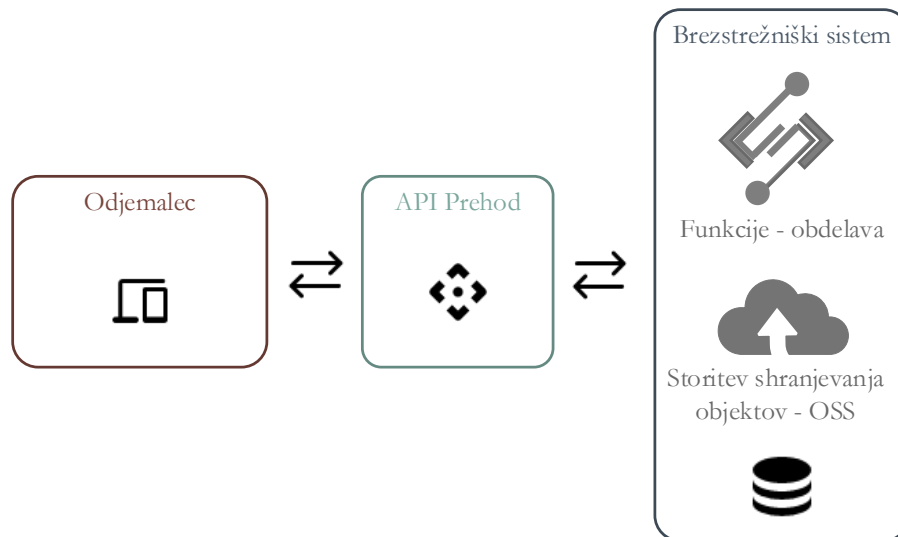 Odjemalec
API Prehod
Brezstrežniški sistem
Funkcije - obdelava
Storitev shranjevanja
objektov - OSS